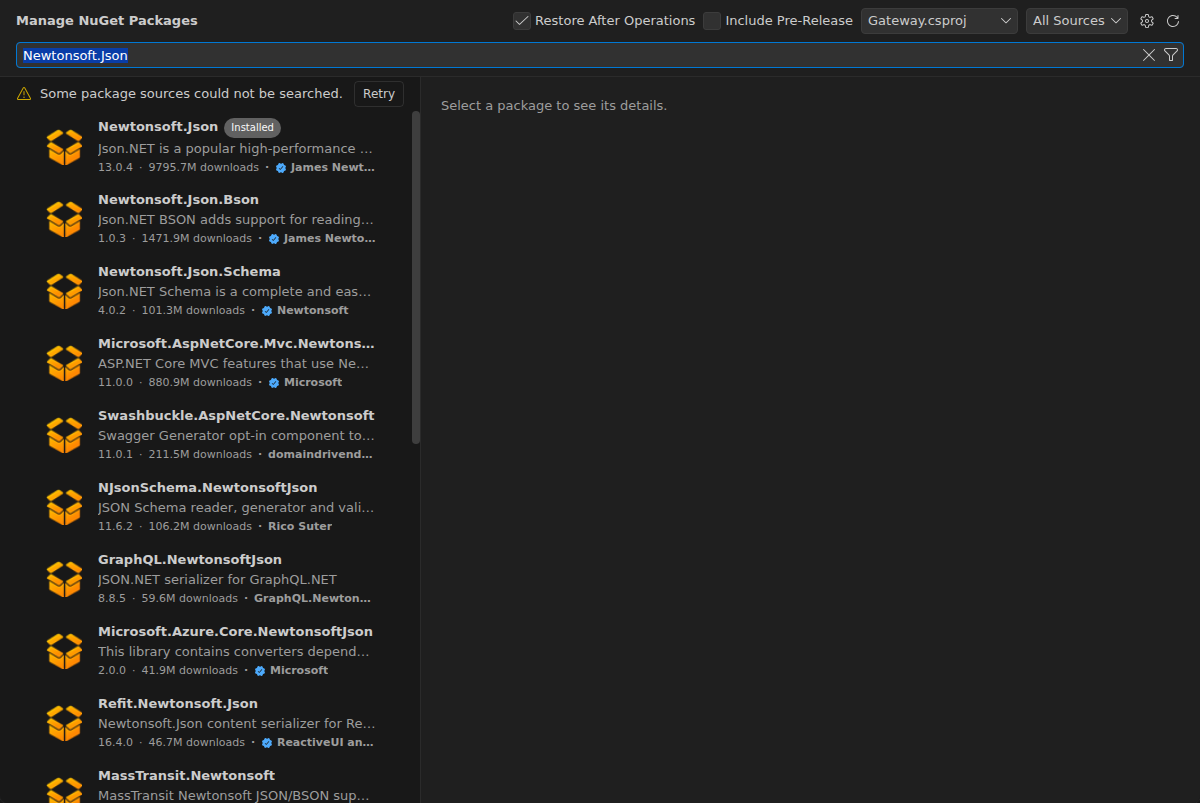 Manage NuGet Packages
Restore After Operations
Include Pre-Release
Gateway.csproj
All Sources
Newtonsoft.Json
Some package sources could not be searched.
Retry
Select a package to see its details.
Newtonsoft.Json Installed
Json.NET is a popular high-performance ...
13.0.4 · 9795.7M downloads · James Newt...
Newtonsoft.Json.Bson
Json.NET BSON adds support for reading...
1.0.3 · 1471.9M downloads · James Newto...
Newtonsoft.Json.Schema
Json.NET Schema is a complete and eas...
4.0.2 · 101.3M downloads · Newtonsoft
Microsoft.AspNetCore.Mvc.Newtons...
ASP.NET Core MVC features that use Ne...
11.0.0 · 880.9M downloads · Microsoft
Swashbuckle.AspNetCore.Newtonsoft
Swagger Generator opt-in component to...
11.0.1 · 211.5M downloads · domaindrivend...
NJsonSchema.NewtonsoftJson
JSON Schema reader, generator and vali...
11.6.2 · 106.2M downloads · Rico Suter
GraphQL.NewtonsoftJson
JSON.NET serializer for GraphQL.NET
8.8.5 · 59.6M downloads · GraphQL.Newton...
Microsoft.Azure.Core.NewtonsoftJson
This library contains converters depend...
2.0.0 · 41.9M downloads · Microsoft
Refit.Newtonsoft.Json
Newtonsoft.Json content serializer for Re...
16.4.0 · 46.7M downloads · ReactiveUI an...
MassTransit.Newtonsoft
MassTransit Newtonsoft JSON/BSON sup...